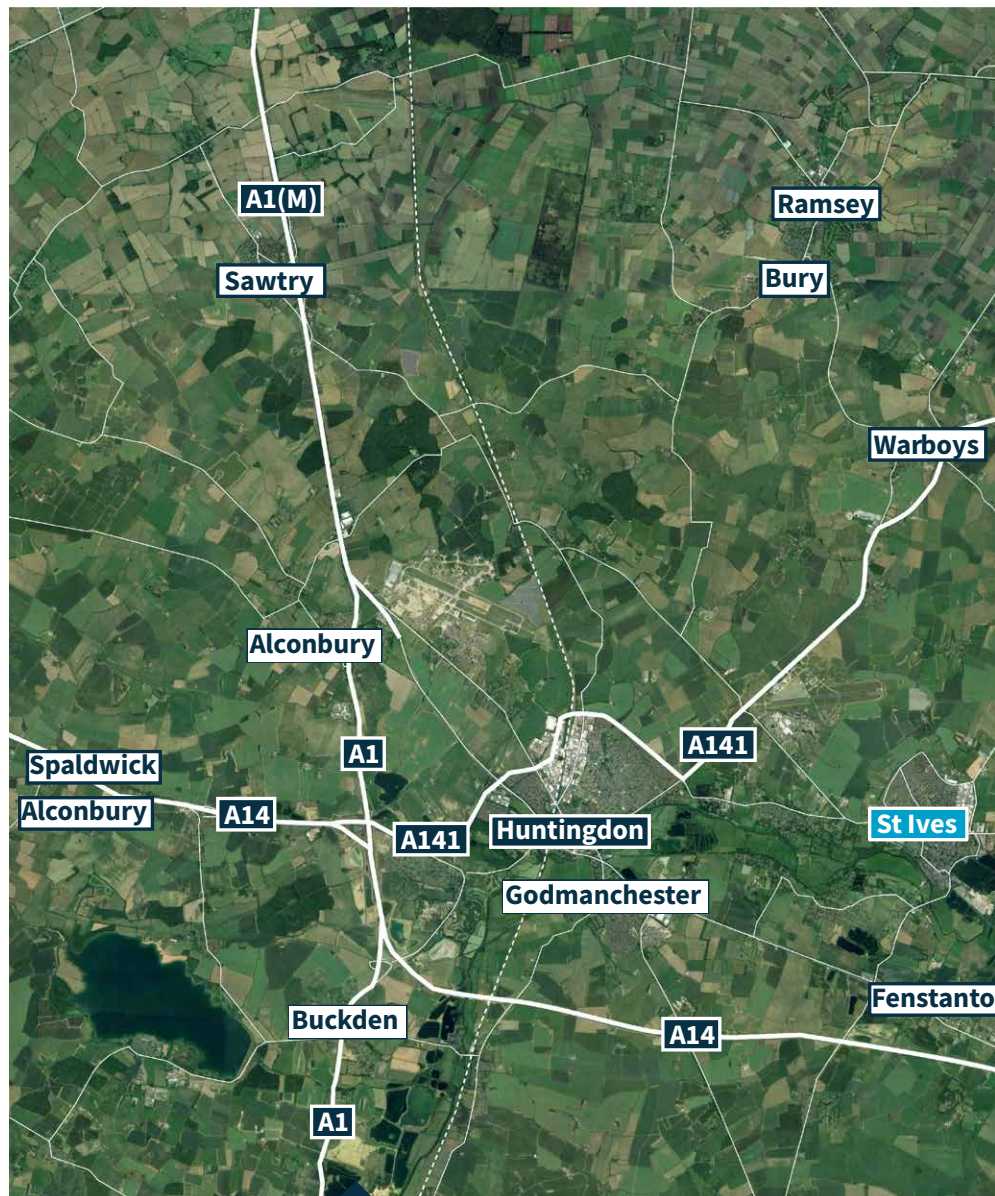 A1(M)
Ramsey
Sawtry
Bury
Warboys
Alconbury
A141
A1
Spaldwick
Alconbury
A14
A141
Huntingdon
St Ives
Godmanchester
Fenstanto
Buckden
A14
A1